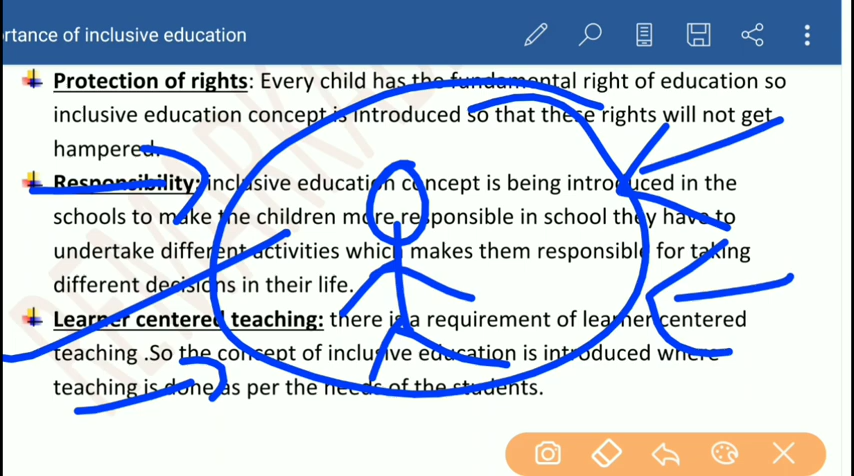 ortance of inclusive education
Protection of rights: Every child has the fundamental right of education so
inclusive education concept is introduced so that these rights will not get
hampered.
Responsibility: inclusive education concept is being introduced in the
schools to make the children more responsible in school they have to
undertake different activities which makes them responsible for taking
different decisions in their life.
Learner centered teaching: there is a requirement of learner centered
teaching .So the concept of inclusive education is introduced where
teaching is done as per the needs of the students.